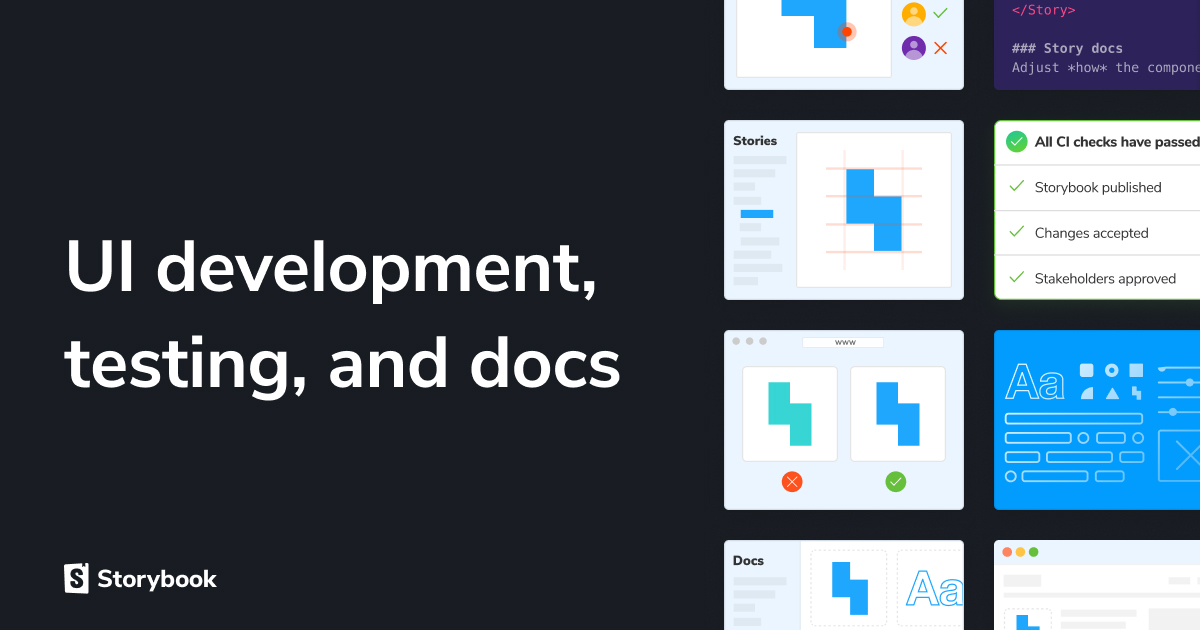 UI development,
testing, and docs
Storybook
Stories
www
Docs
Aa
</Story>
### Story docs
Adjust *how* the compone
All CI checks have passed
Storybook published
Changes accepted
Stakeholders approved
Aa